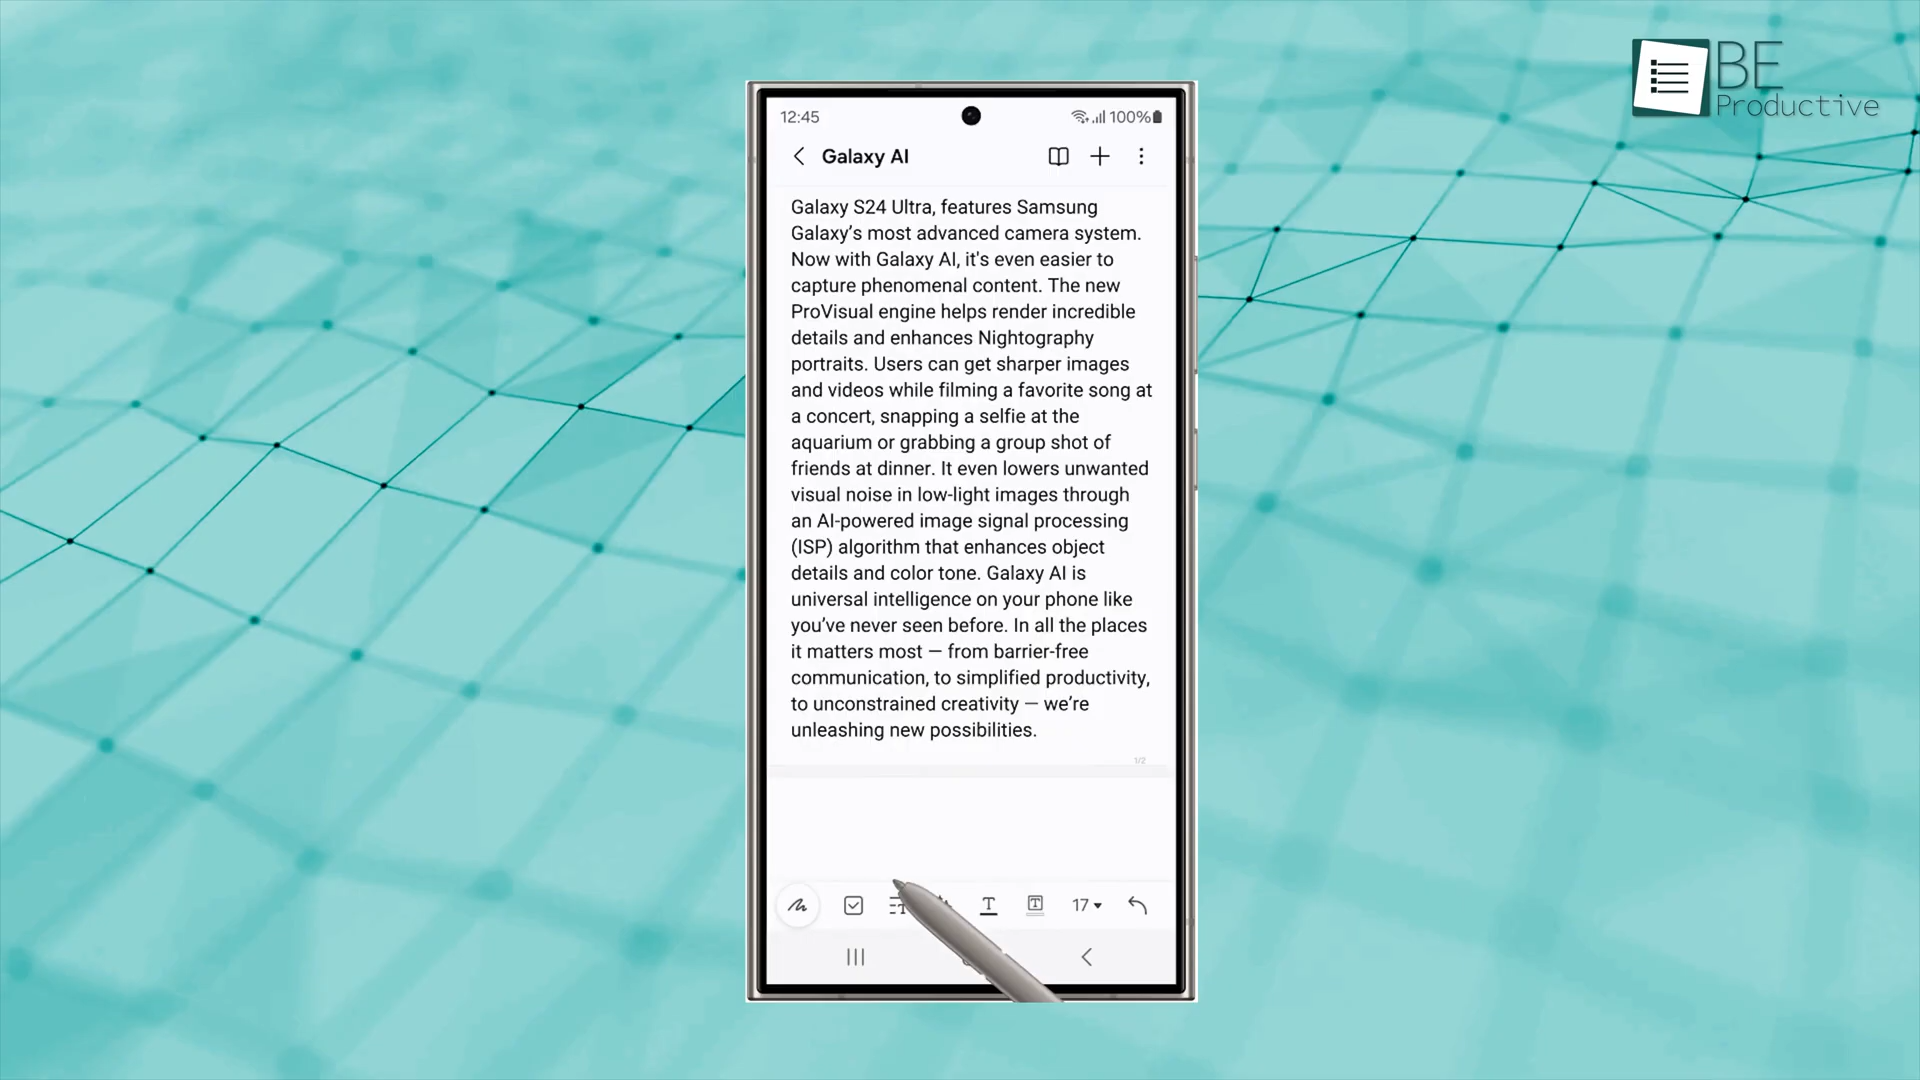 BE
Productive
12:45
100%
Galaxy AI
Galaxy S24 Ultra, features Samsung
Galaxy’s most advanced camera system.
Now with Galaxy AI, it's even easier to
capture phenomenal content. The new
ProVisual engine helps render incredible
details and enhances Nightography
portraits. Users can get sharper images
and videos while filming a favorite song at
a concert, snapping a selfie at the
aquarium or grabbing a group shot of
friends at dinner. It even lowers unwanted
visual noise in low-light images through
an AI-powered image signal processing
(ISP) algorithm that enhances object
details and color tone. Galaxy AI is
universal intelligence on your phone like
you’ve never seen before. In all the places
it matters most — from barrier-free
communication, to simplified productivity,
to unconstrained creativity — we’re
unleashing new possibilities.
1/2
17